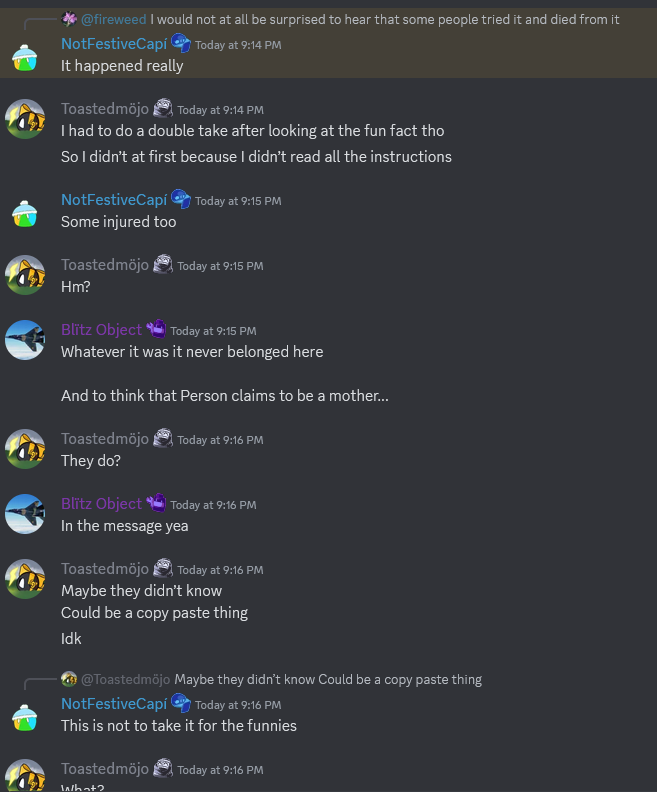 @fireweed I would not at all be surprised to hear that some people tried it and died from it
NotFestiveCapí Today at 9:14 PM
It happened really
Toastedmöjo Today at 9:14 PM
I had to do a double take after looking at the fun fact tho
So I didn't at first because I didn't read all the instructions
NotFestiveCapí Today at 9:15 PM
Some injured too
Toastedmöjo Today at 9:15 PM
Hm?
Blītz Object Today at 9:15 PM
Whatever it was it never belonged here
And to think that Person claims to be a mother...
Toastedmöjo Today at 9:16 PM
They do?
Blītz Object Today at 9:16 PM
In the message yea
Toastedmöjo Today at 9:16 PM
Maybe they didn't know
Could be a copy paste thing
Idk
@Toastedmöjo Maybe they didn't know Could be a copy paste thing
NotFestiveCapí Today at 9:16 PM
This is not to take it for the funnies
Toastedmöjo Today at 9:16 PM
What?